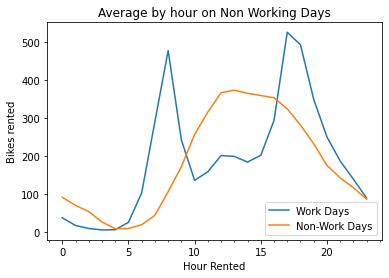 Average by hour on Non Working Days
Bikes rented
500
400
300
200
100
0
0
5
10
15
20
Hour Rented
Work Days
Non-Work Days